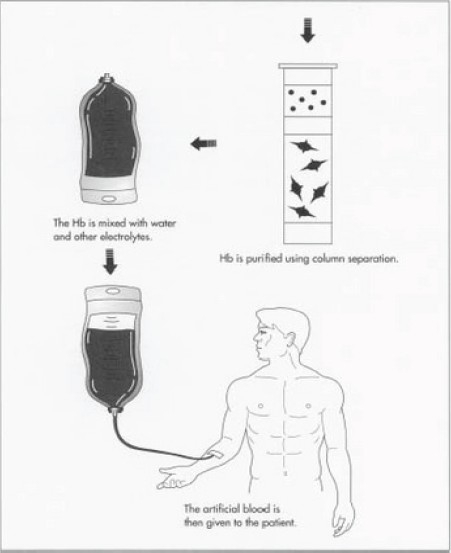 Hb is purified using column separation.
The Hb is mixed with water
and other electrolytes.
The artificial blood is
then given to the patient.